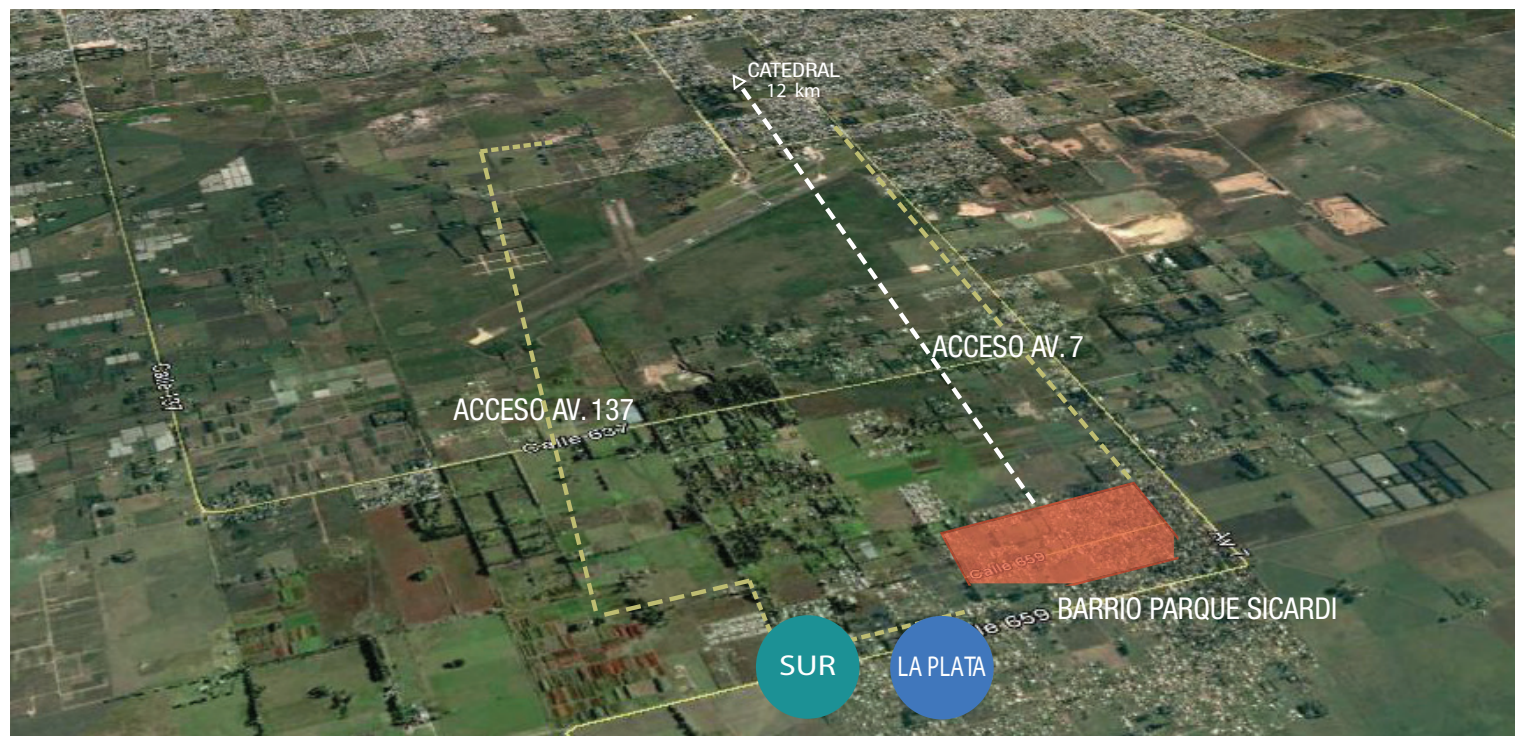 CATEDRAL
12 km
ACCESO AV. 7
Calle 137
ACCESO AV. 137
Calle 637
Calle 659
AV 7
BARRIO PARQUE SICARDI
lle 659
SUR
LA PLATA